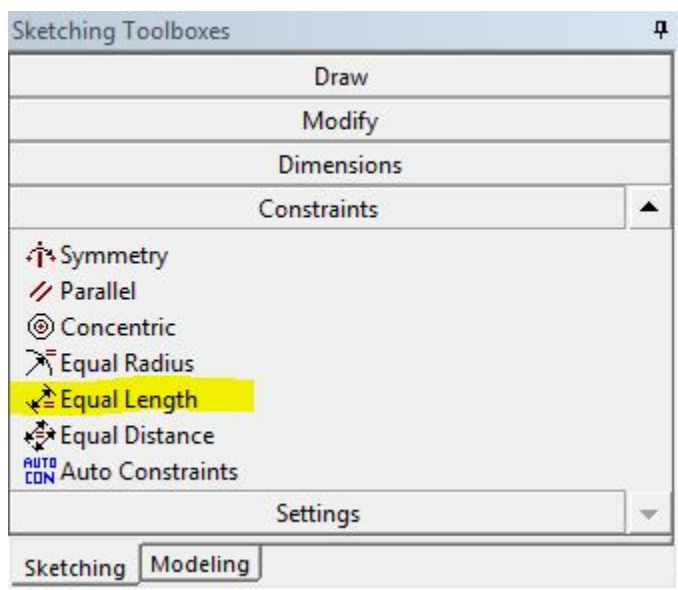 Sketching Toolboxes
Draw
Modify
Dimensions
Constraints
Symmetry
Parallel
Concentric
Equal Radius
Equal Length
Equal Distance
AUTO CON Auto Constraints
Settings
Sketching Modeling